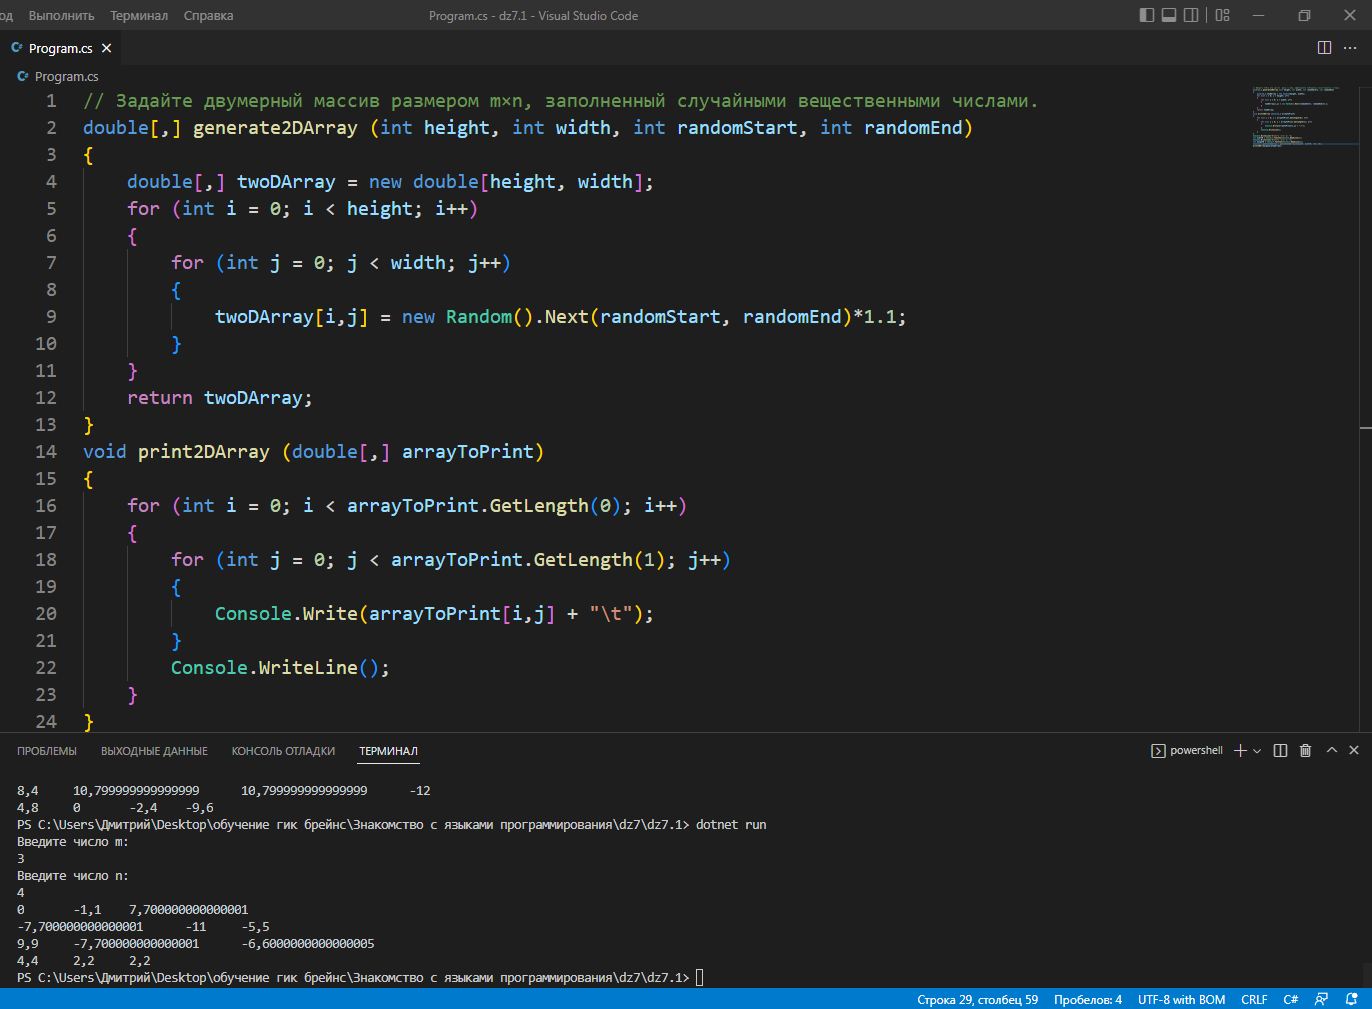 од Выполнить Терминал Справка Program.cs - dz7.1 - Visual Studio Code
C# Program.cs
C# Program.cs
1 // Задайте двумерный массив размером m×n, заполненный случайными вещественными числами.
2 double[,] generate2DArray (int height, int width, int randomStart, int randomEnd)
3 {
4 double[,] twoDArray = new double[height, width];
5 for (int i = 0; i < height; i++)
6 {
7 for (int j = 0; j < width; j++)
8 {
9 twoDArray[i,j] = new Random().Next(randomStart, randomEnd)*1.1;
10 }
11 }
12 return twoDArray;
13 }
14 void print2DArray (double[,] arrayToPrint)
15 {
16 for (int i = 0; i < arrayToPrint.GetLength(0); i++)
17 {
18 for (int j = 0; j < arrayToPrint.GetLength(1); j++)
19 {
20 Console.Write(arrayToPrint[i,j] + "\t");
21 }
22 Console.WriteLine();
23 }
24 }
ПРОБЛЕМЫ ВЫХОДНЫЕ ДАННЫЕ КОНСОЛЬ ОТЛАДКИ ТЕРМИНАЛ powershell
8,4 10,799999999999999 10,799999999999999 -12
4,8 0 -2,4 -9,6
PS C:\Users\Дмитрий\Desktop\обучение гик брейнс\Знакомство с языками программирования\dz7\dz7.1> dotnet run
Введите число m:
3
Введите число n:
4
0 -1,1 7,700000000000001
-7,700000000000001 -11 -5,5
9,9 -7,700000000000001 -6,6000000000000005
4,4 2,2 2,2
PS C:\Users\Дмитрий\Desktop\обучение гик брейнс\Знакомство с языками программирования\dz7\dz7.1>
Строка 29, столбец 59 Пробелов: 4 UTF-8 with BOM CRLF C#